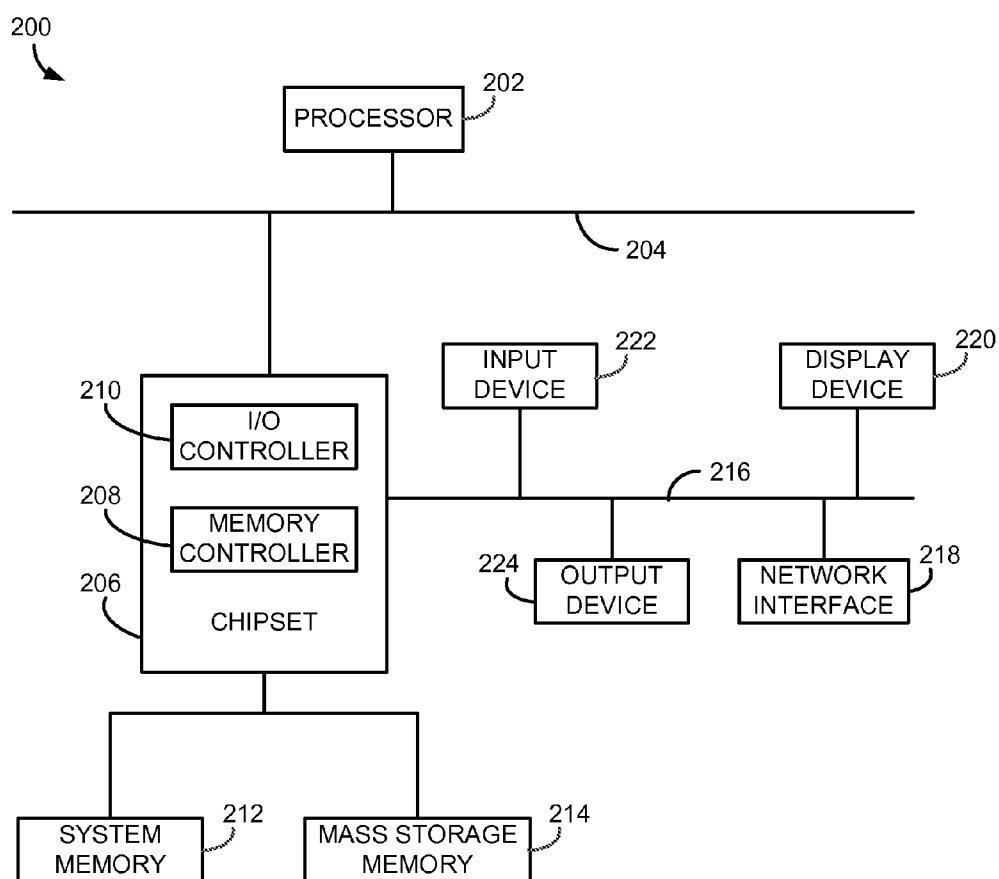 200
202
PROCESSOR
204
222
220
INPUT
DEVICE
DISPLAY
DEVICE
210
I/O
CONTROLLER
216
208
MEMORY
CONTROLLER
224
OUTPUT
DEVICE
218
NETWORK
INTERFACE
206
CHIPSET
212
214
SYSTEM
MEMORY
MASS STORAGE
MEMORY